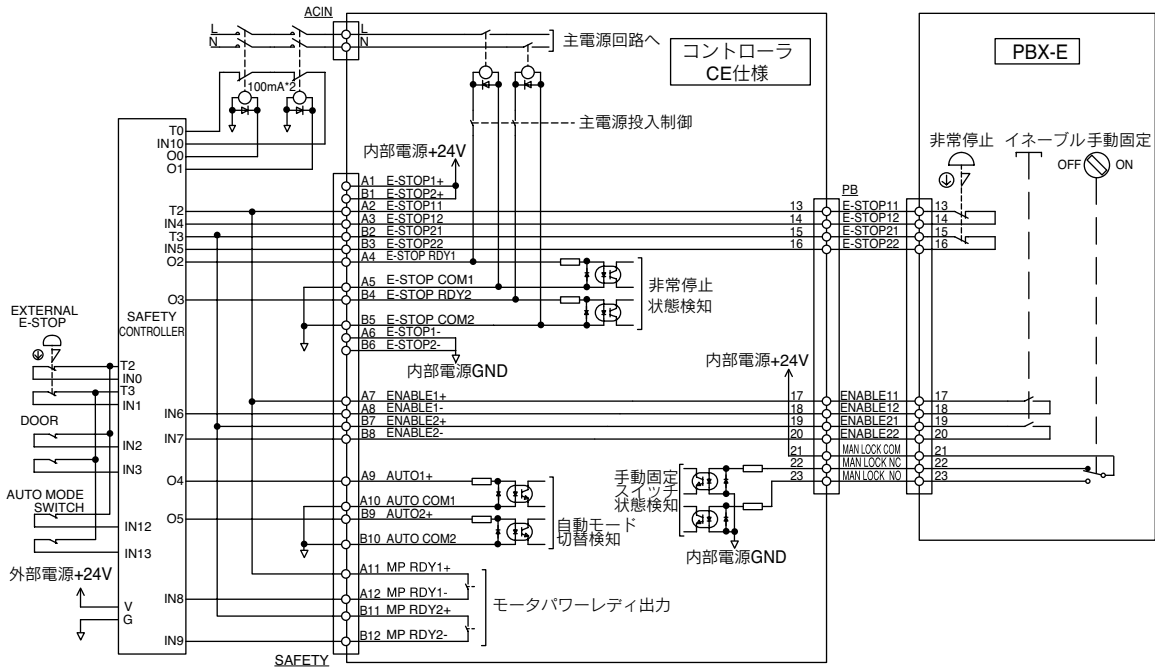 ACIN
L
N
主電源回路へ
コントローラ
CE仕様
PBX-E
100mA*2
主電源投入制御
T0
IN10
O0
O1
内部電源+24V
非常停止
イネーブル
手動固定
OFF
ON
A1 E-STOP1+
B1 E-STOP2+
T2
A2 E-STOP11
13
PB
E-STOP11
13
IN4
A3 E-STOP12
14
E-STOP12
14
T3
B2 E-STOP21
15
E-STOP21
15
IN5
B3 E-STOP22
16
E-STOP22
16
O2
A4 E-STOP RDY1
A5 E-STOP COM1
O3
B4 E-STOP RDY2
非常停止
状態検知
B5 E-STOP COM2
A6 E-STOP1-
B6 E-STOP2-
内部電源GND
EXTERNAL
E-STOP
SAFETY
CONTROLLER
T2
IN0
T3
IN1
内部電源+24V
A7 ENABLE1+
17
ENABLE11
17
IN6
A8 ENABLE1-
18
ENABLE12
18
B7 ENABLE2+
19
ENABLE21
19
IN7
B8 ENABLE2-
20
ENABLE22
20
DOOR
IN2
IN3
21
MAN LOCK COM
21
22
MAN LOCK NC
22
23
MAN LOCK NO
23
O4
A9 AUTO1+
A10 AUTO COM1
O5
B9 AUTO2+
B10 AUTO COM2
自動モード
切替検知
手動固定
スイッチ
状態検知
内部電源GND
AUTO MODE
SWITCH
IN12
IN13
外部電源+24V
V
G
A11 MP RDY1+
IN8
A12 MP RDY1-
B11 MP RDY2+
IN9
B12 MP RDY2-
モータパワーレディ出力
SAFETY